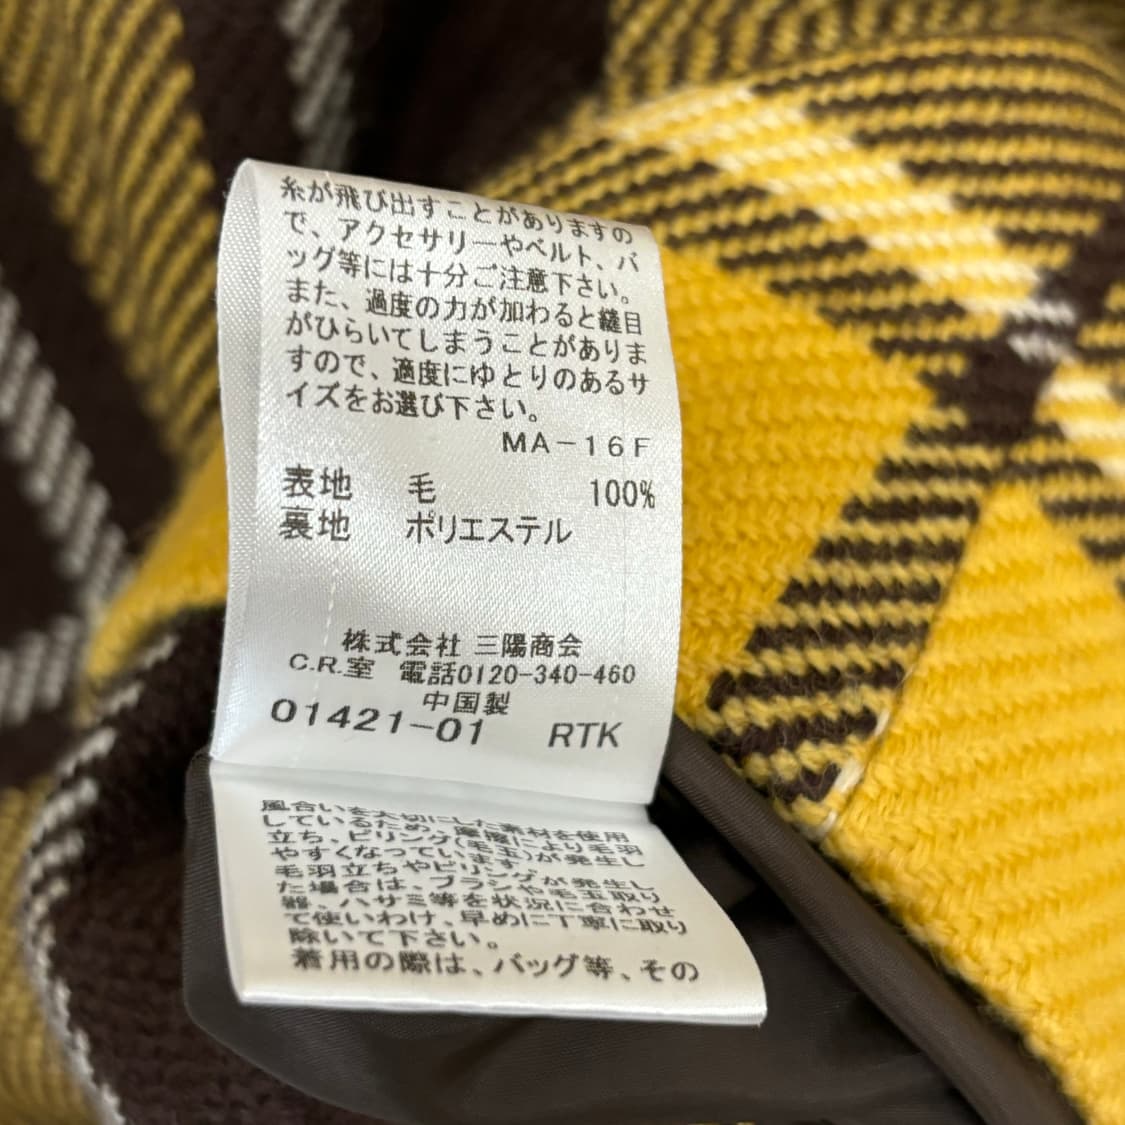 糸が飛び出すことがありますの
で、アクセサリーやベルト、バ
ッグ等には十分ご注意下さい。
また、過度の力が加わると縫目
がひらいてしまうことがありま
すので、適度にゆとりのあるサ
イズをお選び下さい。
MA-16F
表地 毛 100%
裏地 ポリエステル
株式会社 三陽商会
C.R.室 電話0120-340-460
中国製
01421-01 RTK
風合いを大切にした素材を使用
しているため、摩擦により毛羽
立ち、ピリング(毛玉)が発生し
やすくなっています。
毛羽立ちやピリングが発生し
た場合は、ブラシや毛玉取り
器、ハサミ等を状況に合わせ
て使いわけ、早めに丁寧に取り
除いて下さい。
着用の際は、バッグ等、その